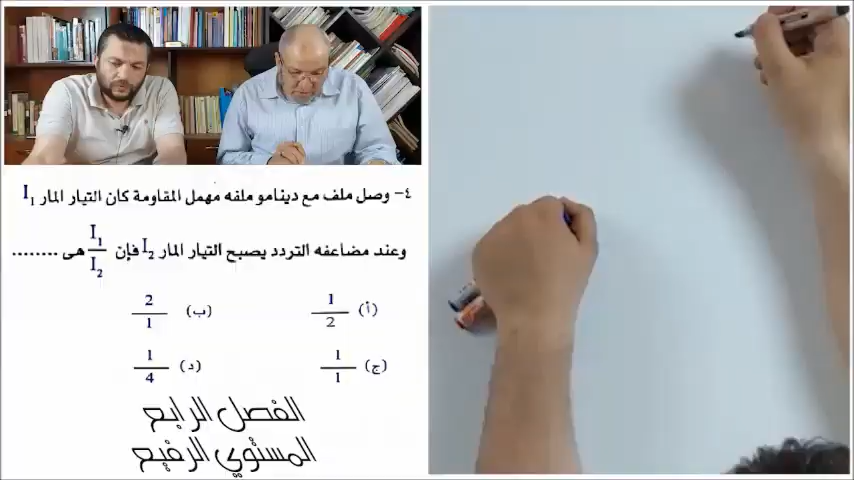 ٤- وصل ملف مع دينامو ملفه مهمل المقاومة كان التيار المار I₁
وعند مضاعفه التردد يصبح التيار المار I₂ فإن I₁/I₂ هى ........
(أ) 1/2 (ب) 2/1
(ج) 1/1 (د) 1/4
الفصل الرابع
المستوي الرفيع